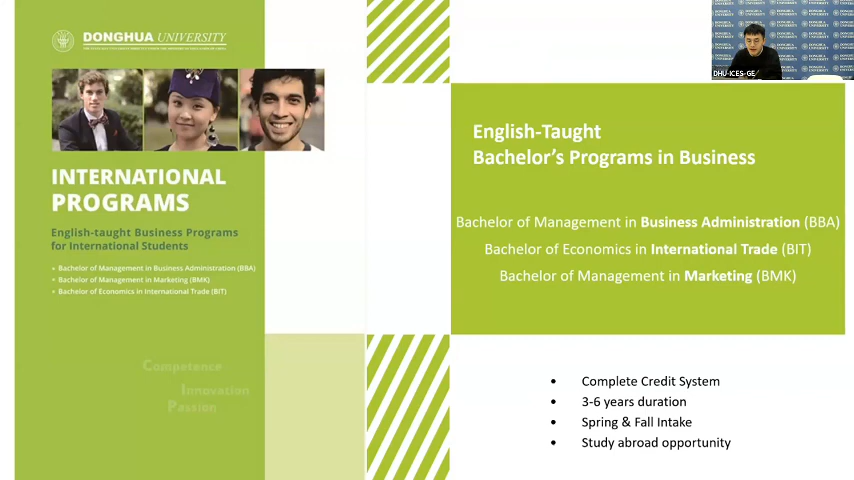 DONGHUA UNIVERSITY
INTERNATIONAL
PROGRAMS
English-taught Business Programs
for International Students
Bachelor of Management in Business Administration (BBA)
Bachelor of Management in Marketing (BMK)
Bachelor of Economics in International Trade (BIT)
Competence
Innovation
Passion
DHU-ICES-GE
English-Taught
Bachelor's Programs in Business
Bachelor of Management in Business Administration (BBA)
Bachelor of Economics in International Trade (BIT)
Bachelor of Management in Marketing (BMK)
• Complete Credit System
• 3-6 years duration
• Spring & Fall Intake
• Study abroad opportunity